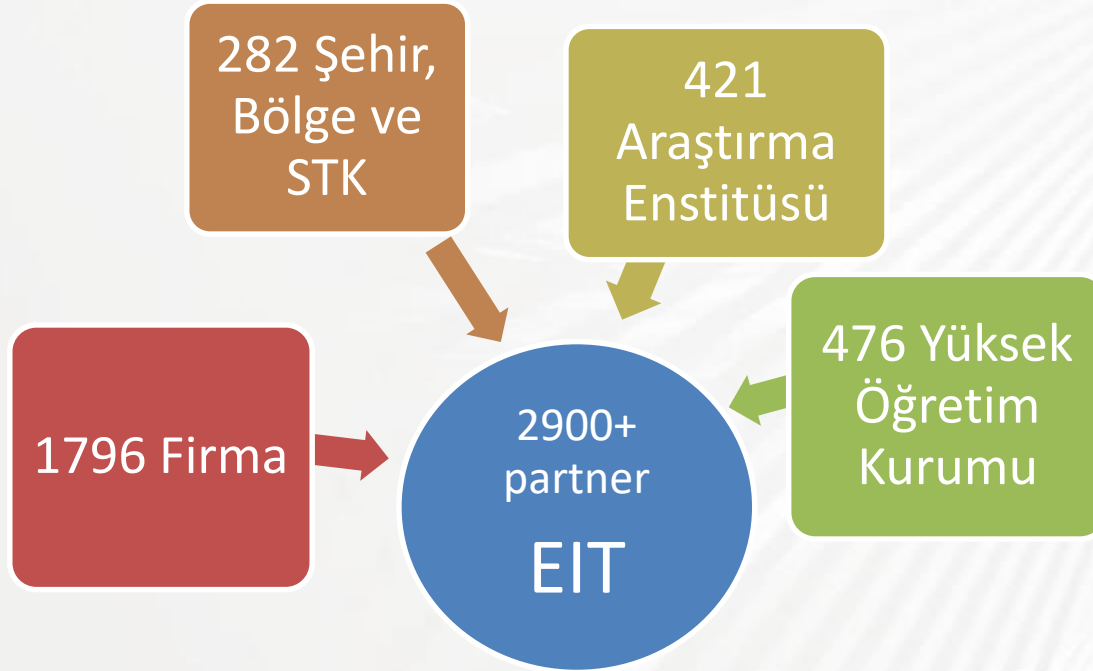 282 Şehir,
Bölge ve
STK
421
Araştırma
Enstitüsü
476 Yüksek
Öğretim
Kurumu
1796 Firma
2900+
partner
EIT